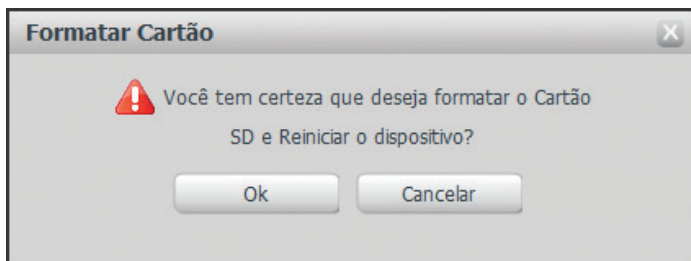 Formatar Cartão
Você tem certeza que deseja formatar o Cartão
SD e Reiniciar o dispositivo?
Ok
Cancelar